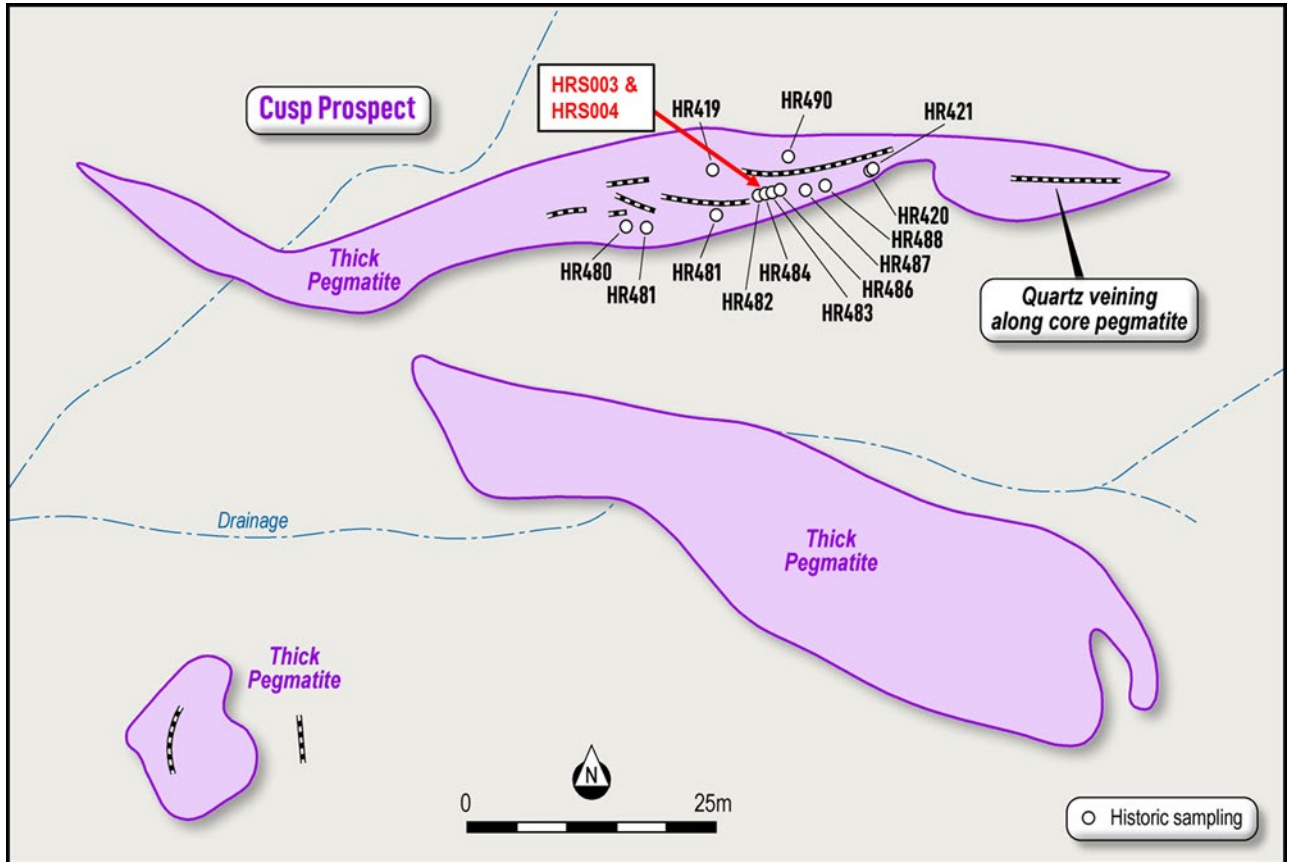 Cusp Prospect
HRS003 &
HRS004
HR419
HR490
HR421
HR420
HR488
HR487
HR486
HR483
HR484
HR482
HR481
HR481
HR480
Thick
Pegmatite
Quartz veining
along core pegmatite
Drainage
Thick
Pegmatite
Thick
Pegmatite
N
0 25m
Historic sampling